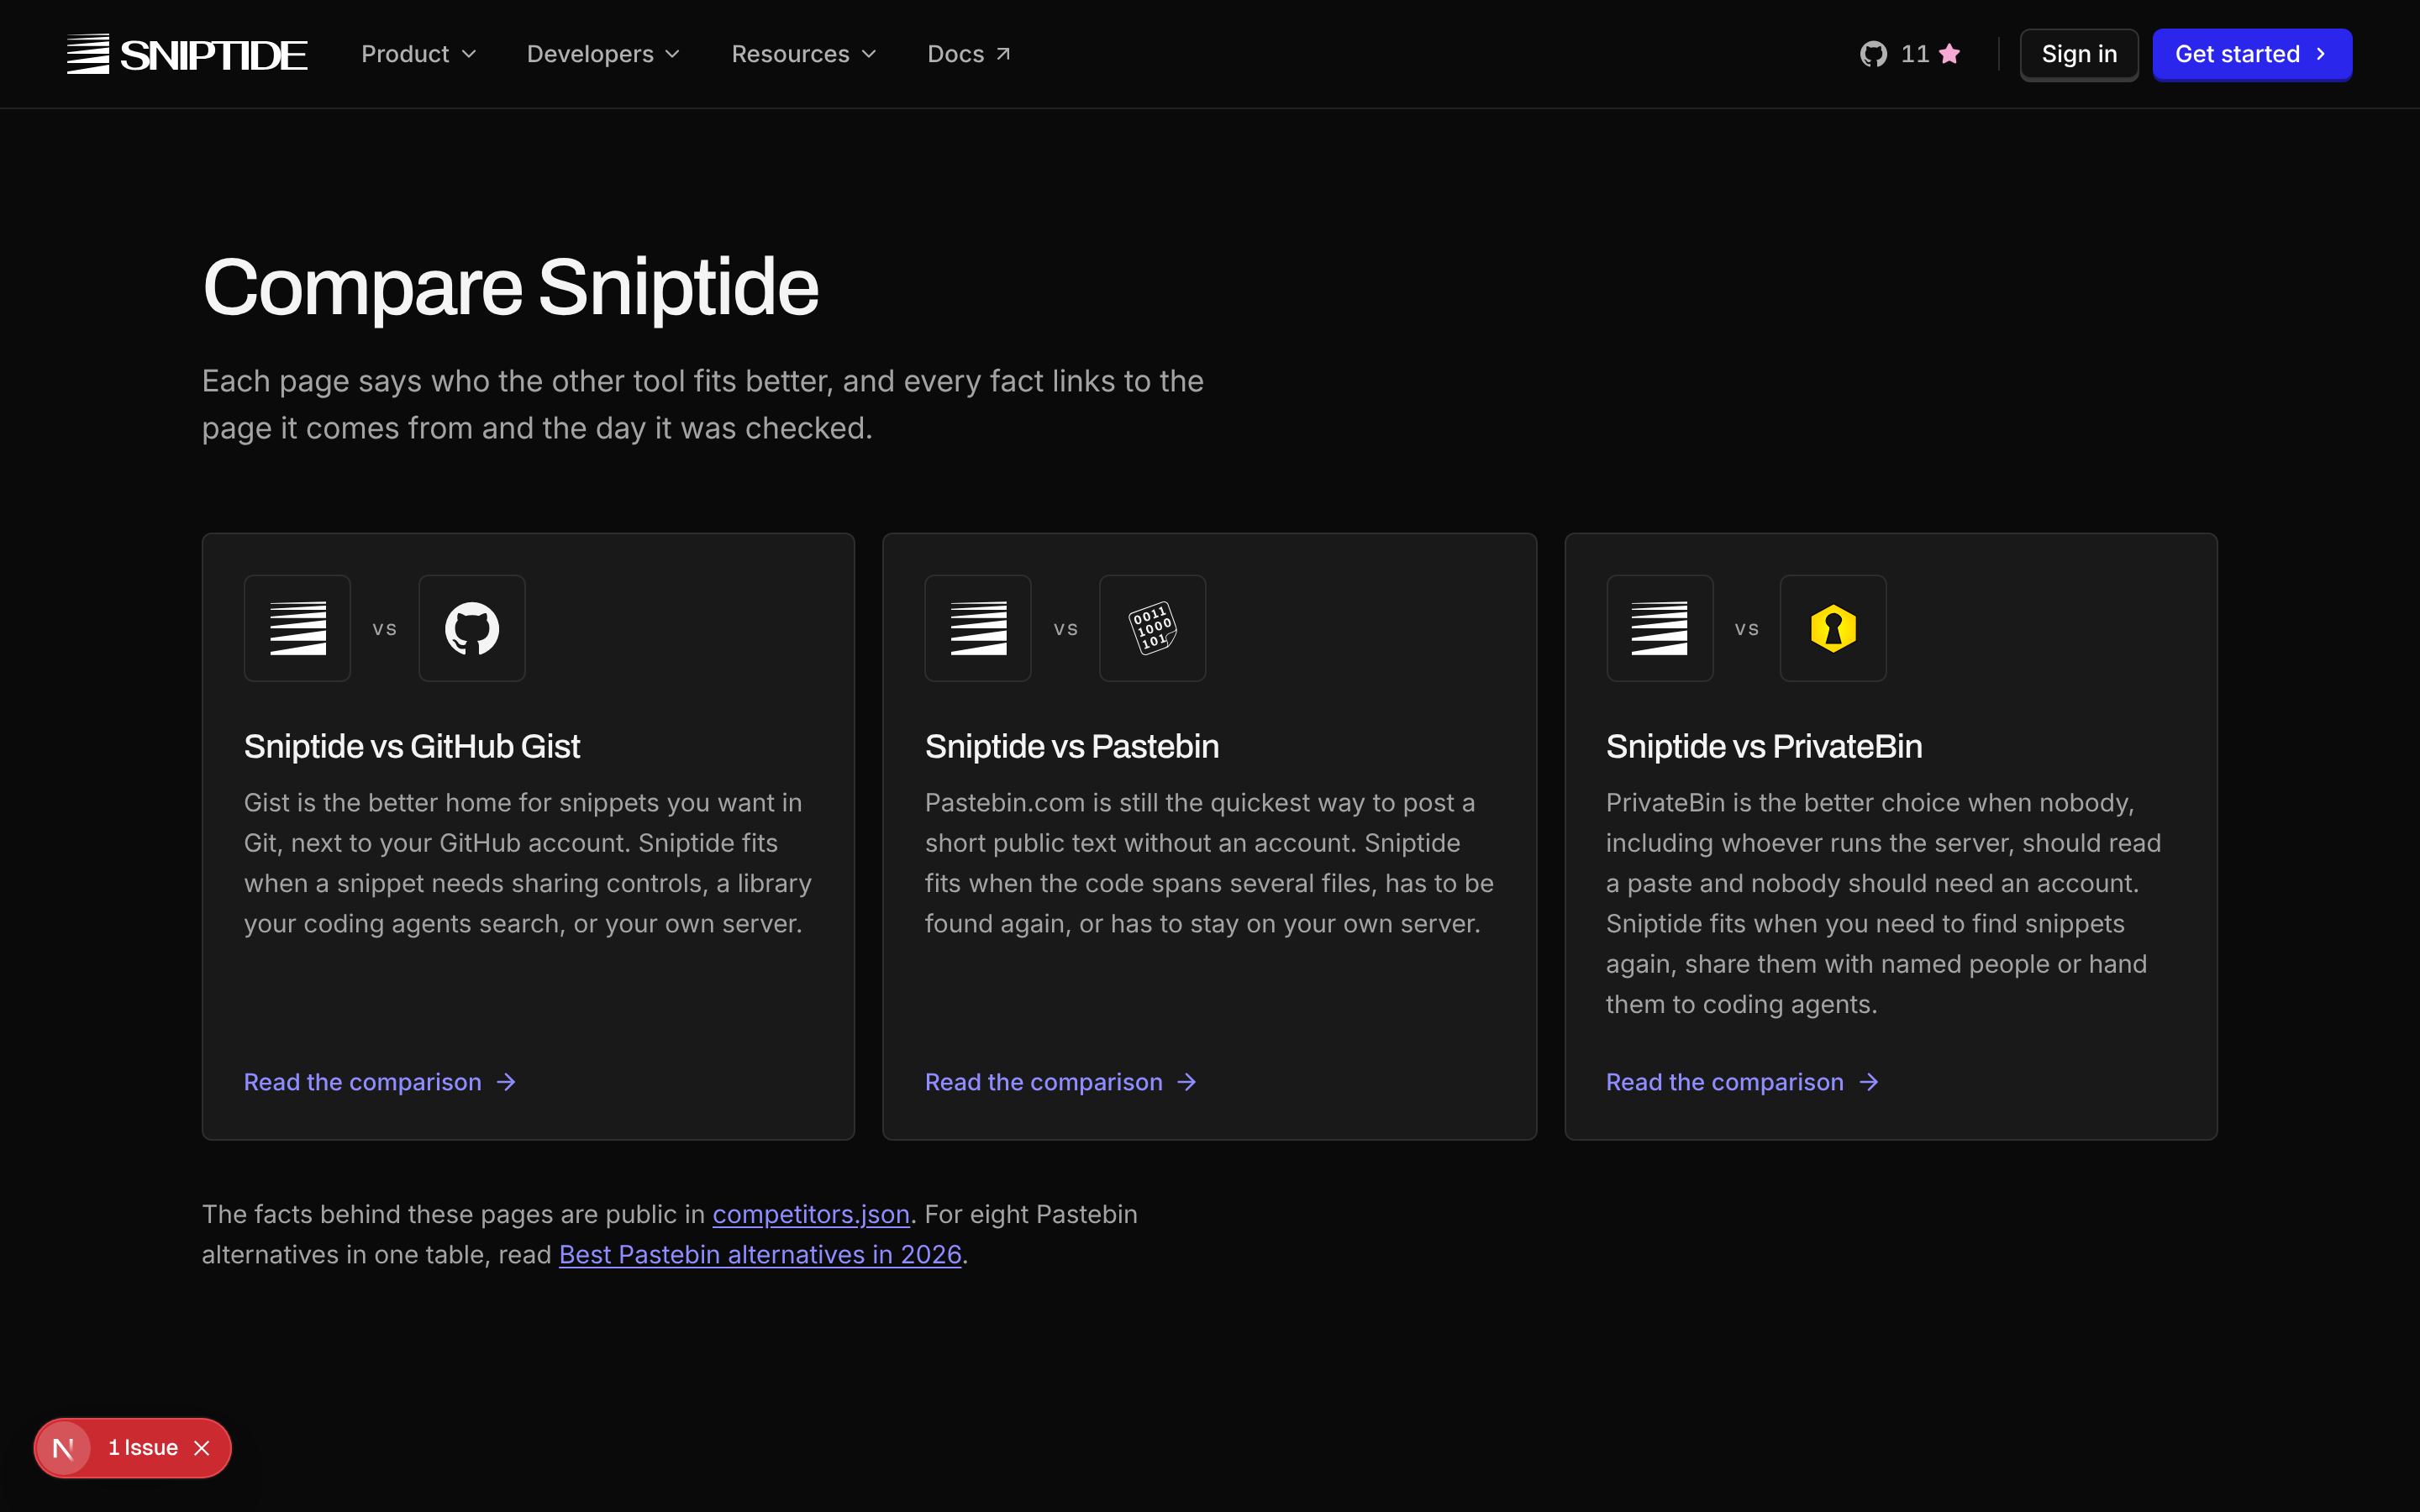 SNIPTIDE
Product
Developers
Resources
Docs
11
Sign in
Get started
Compare Sniptide
Each page says who the other tool fits better, and every fact links to the
page it comes from and the day it was checked.
vs
Sniptide vs GitHub Gist
Gist is the better home for snippets you want in
Git, next to your GitHub account. Sniptide fits
when a snippet needs sharing controls, a library
your coding agents search, or your own server.
Read the comparison
vs
0011
1000
101
Sniptide vs Pastebin
Pastebin.com is still the quickest way to post a
short public text without an account. Sniptide
fits when the code spans several files, has to be
found again, or has to stay on your own server.
Read the comparison
vs
Sniptide vs PrivateBin
PrivateBin is the better choice when nobody,
including whoever runs the server, should read
a paste and nobody should need an account.
Sniptide fits when you need to find snippets
again, share them with named people or hand
them to coding agents.
Read the comparison
The facts behind these pages are public in competitors.json. For eight Pastebin
alternatives in one table, read Best Pastebin alternatives in 2026.
N
1 Issue